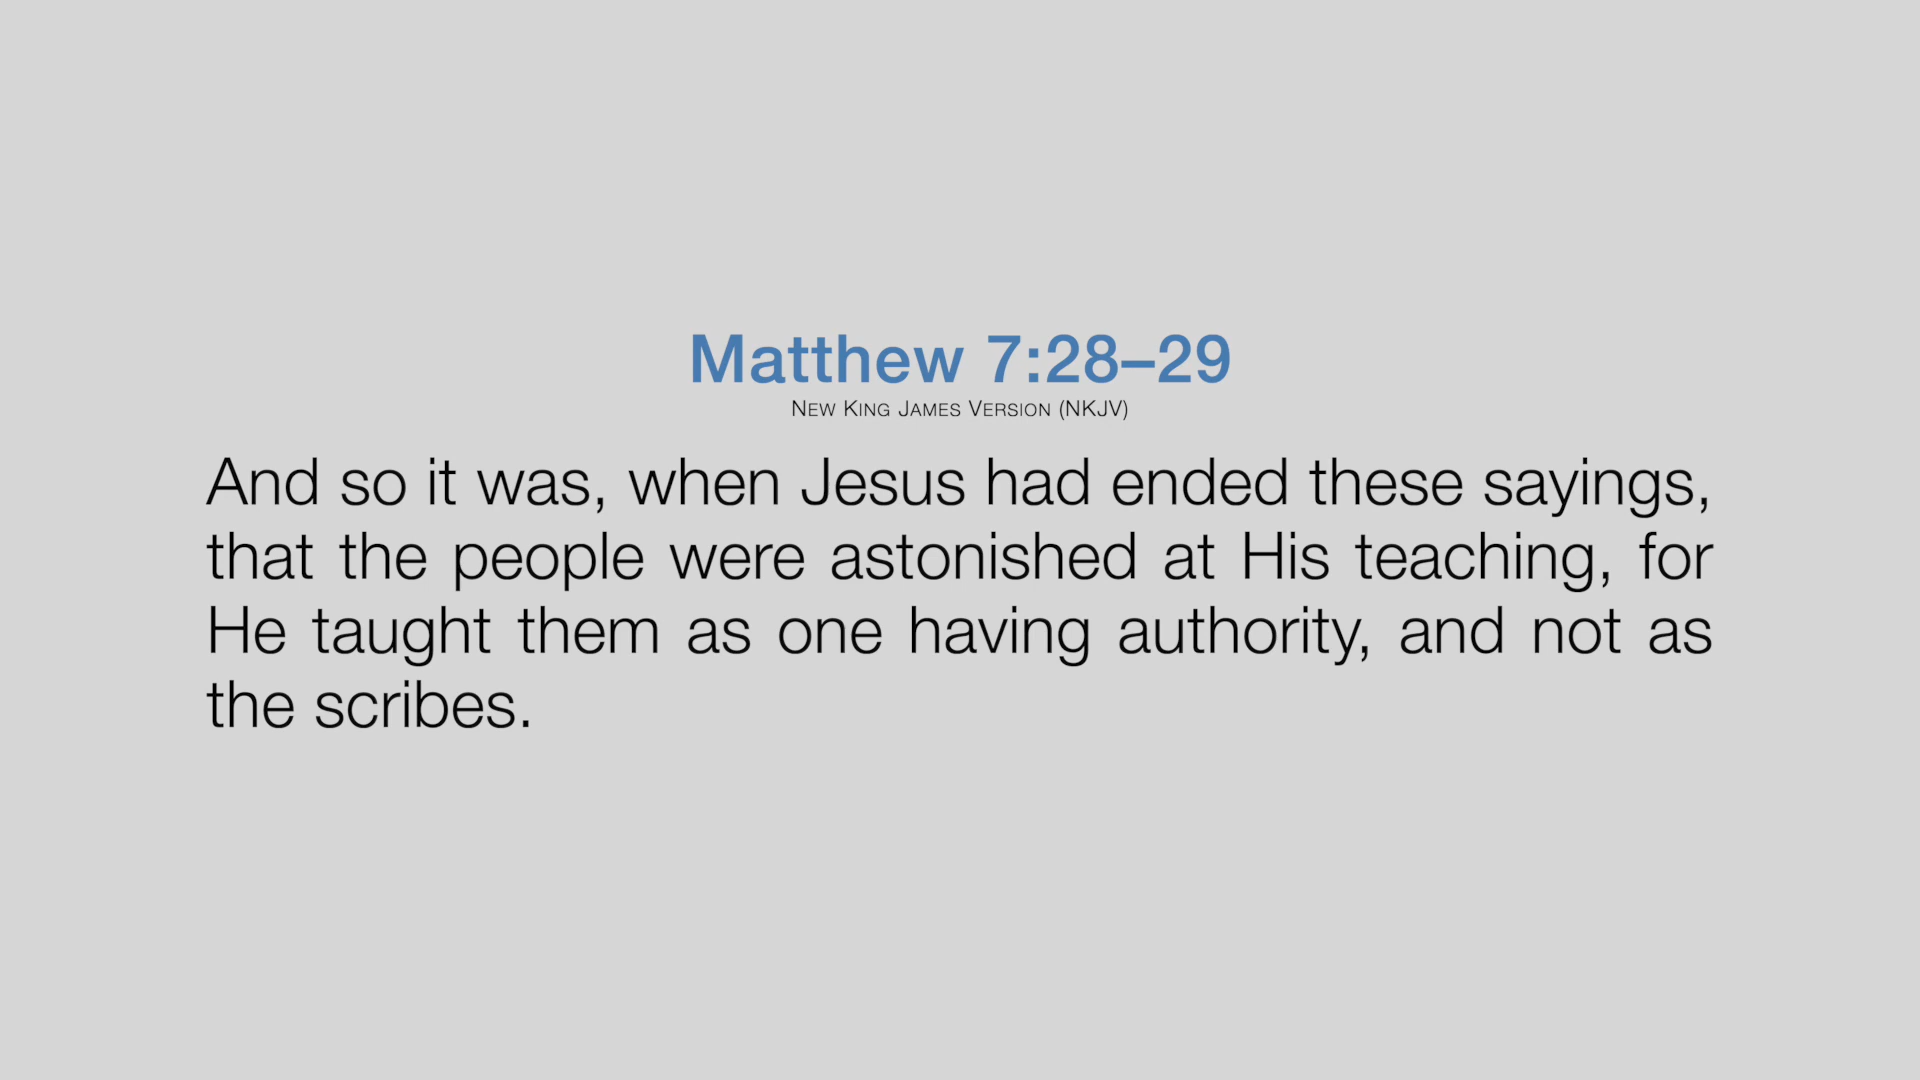 Matthew 7:28–29
New King James Version (NKJV)
And so it was, when Jesus had ended these sayings,
that the people were astonished at His teaching, for
He taught them as one having authority, and not as
the scribes.